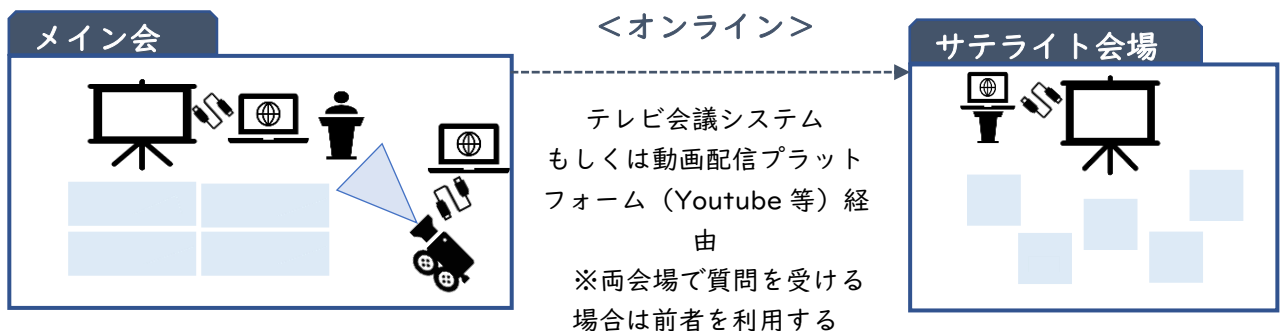 メイン会
＜オンライン＞
サテライト会場
テレビ会議システム
もしくは動画配信プラット
フォーム（Youtube 等）経
由
※両会場で質問を受ける
場合は前者を利用する